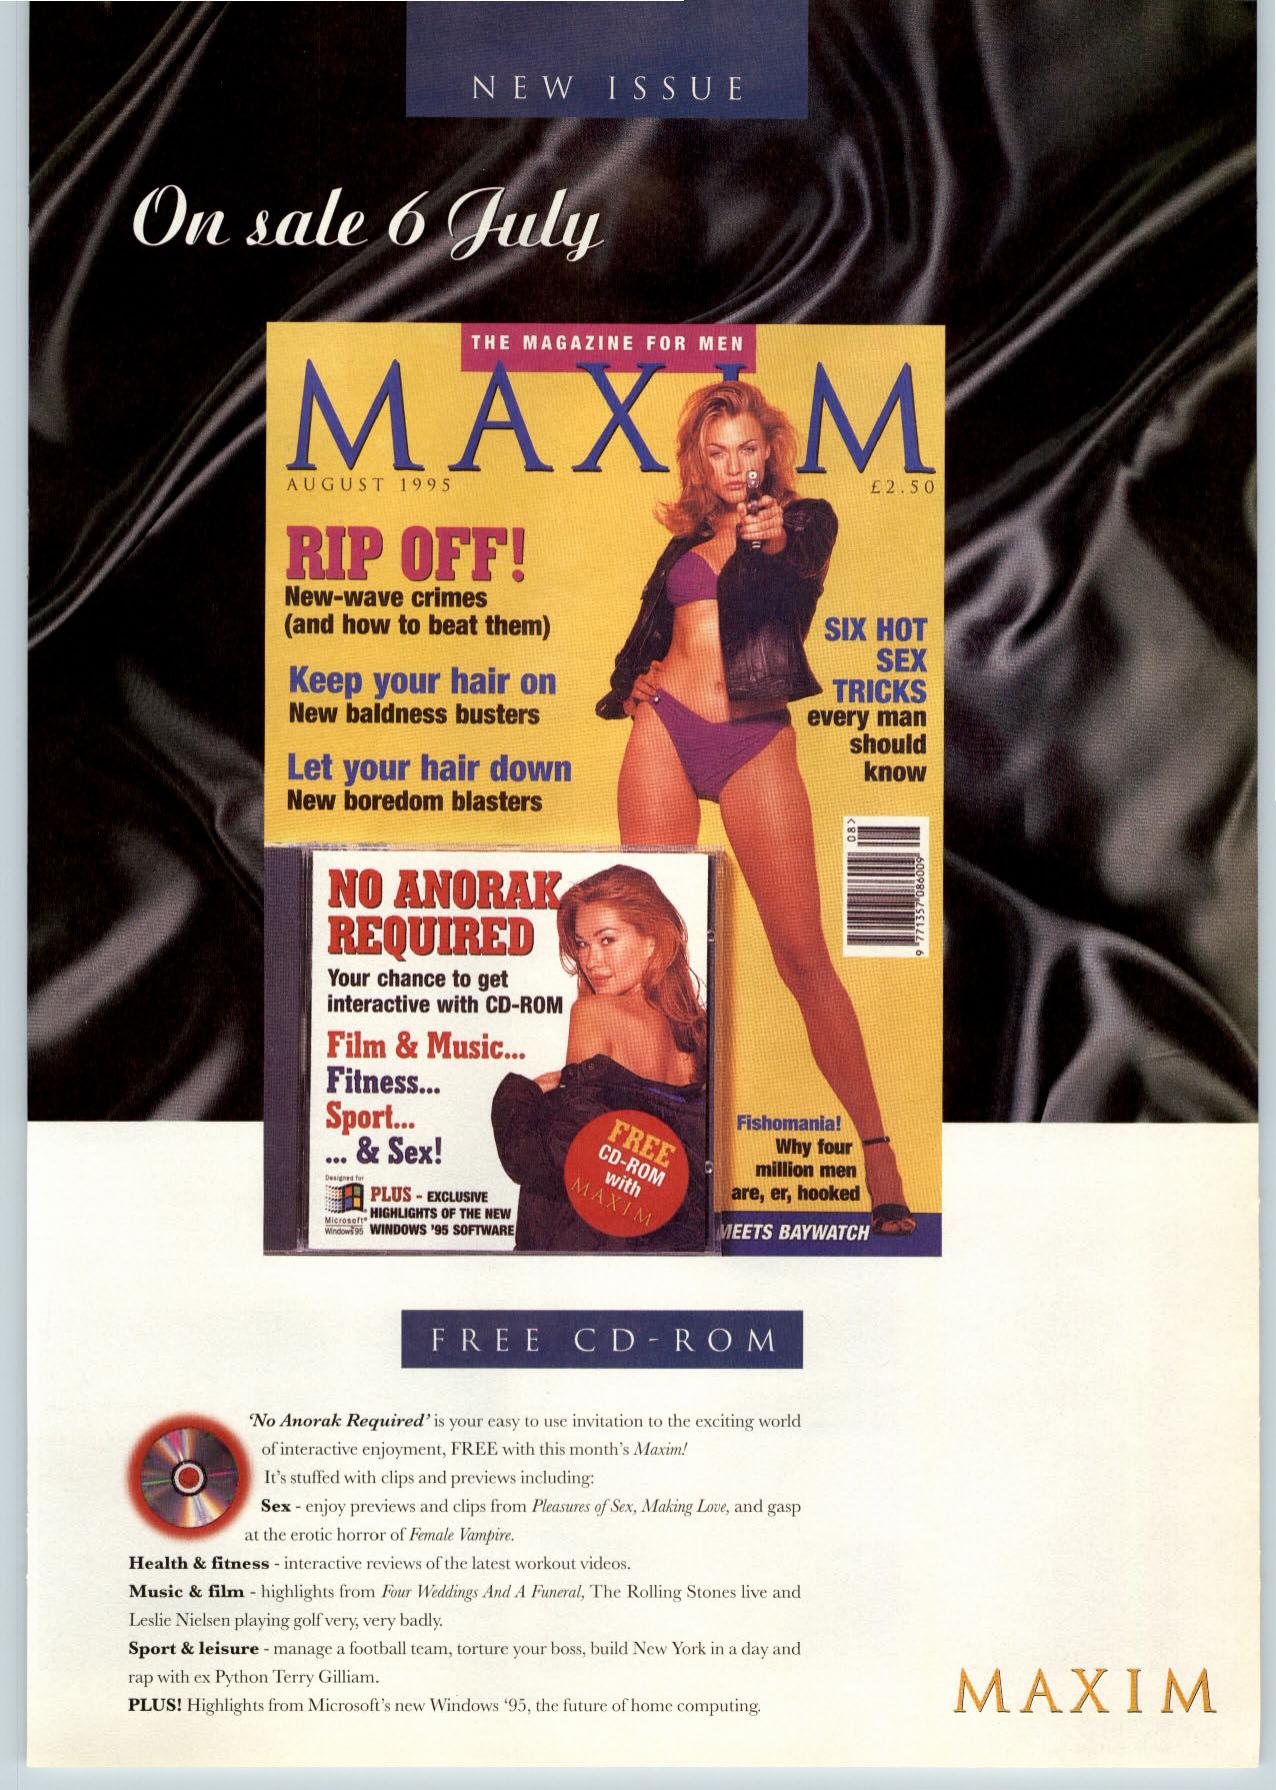 NEW ISSUE
On sale 6 July
THE MAGAZINE FOR MEN
MAXIM
AUGUST 1995
£2.50
RIP OFF!
New-wave crimes
(and how to beat them)
Keep your hair on
New baldness busters
Let your hair down
New boredom blasters
SIX HOT
SEX
TRICKS
every man
should
know
08>
9 771357 086009
NO ANORAK
REQUIRED
Your chance to get
interactive with CD-ROM
Film & Music...
Fitness...
Sport...
... & Sex!
Designed for
Microsoft®
Windows95
PLUS - EXCLUSIVE
HIGHLIGHTS OF THE NEW
WINDOWS '95 SOFTWARE
FREE
CD-ROM
with
MAXIM
Fishomania!
Why four
million men
are, er, hooked
MEETS BAYWATCH
FREE CD-ROM
'No Anorak Required' is your easy to use invitation to the exciting world
of interactive enjoyment, FREE with this month's Maxim!
It's stuffed with clips and previews including:
Sex - enjoy previews and clips from Pleasures of Sex, Making Love, and gasp
at the erotic horror of Female Vampire.
Health & fitness - interactive reviews of the latest workout videos.
Music & film - highlights from Four Weddings And A Funeral, The Rolling Stones live and
Leslie Nielsen playing golf very, very badly.
Sport & leisure - manage a football team, torture your boss, build New York in a day and
rap with ex Python Terry Gilliam.
PLUS! Highlights from Microsoft's new Windows '95, the future of home computing.
MAXIM